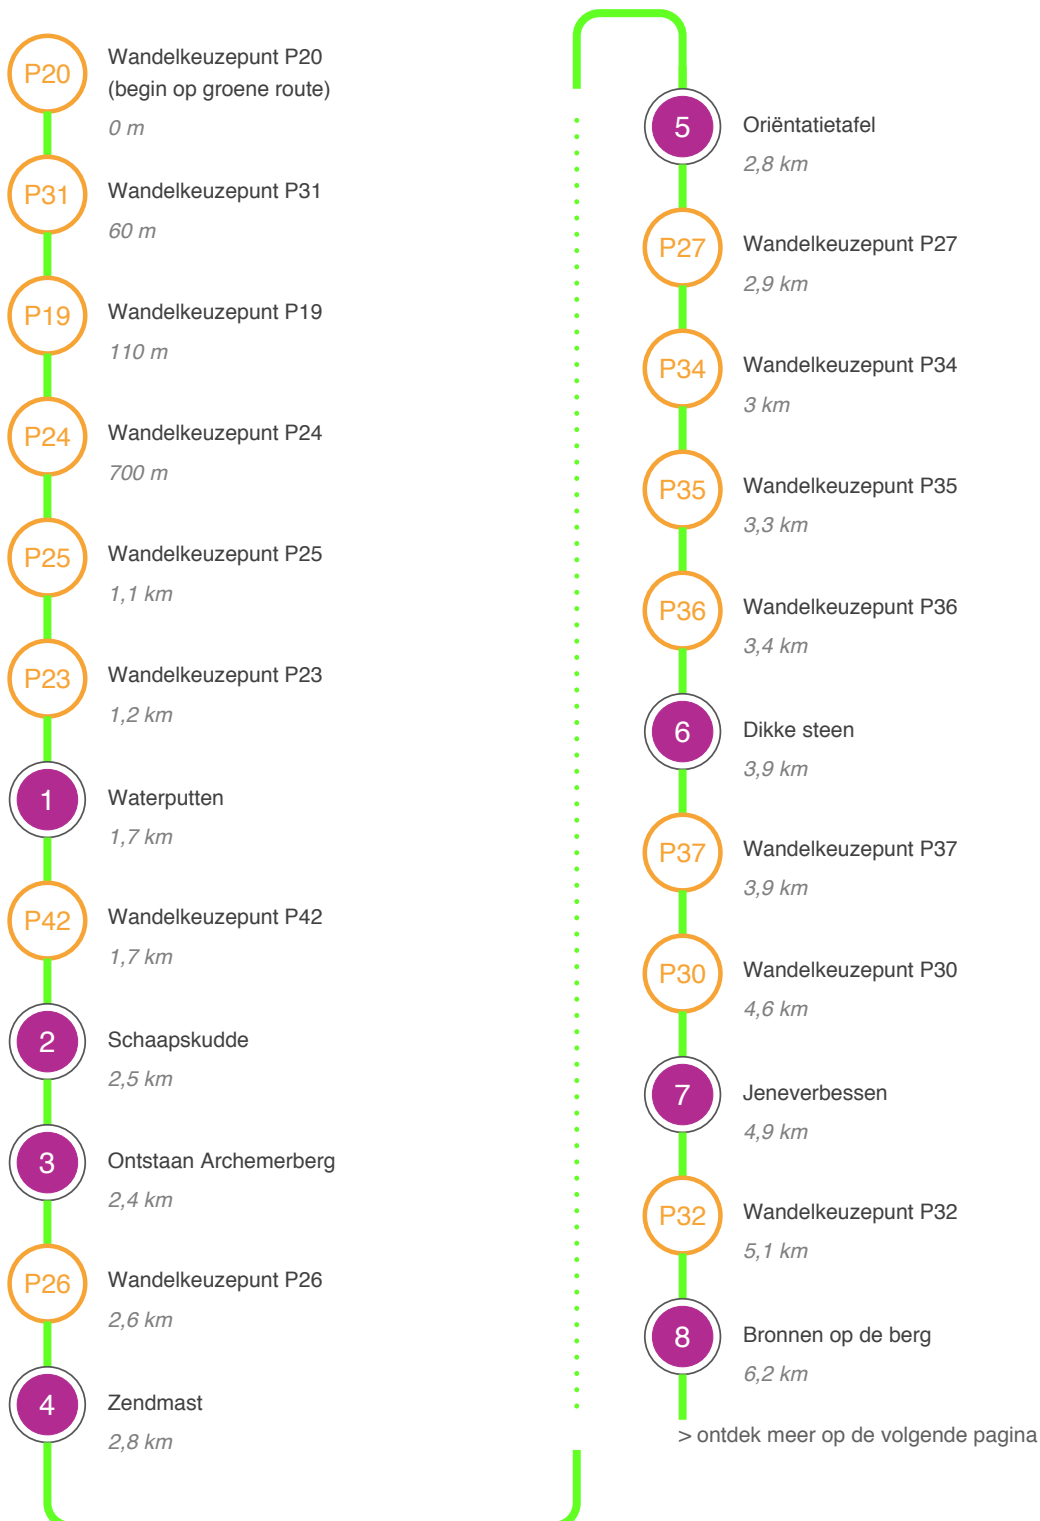 P20
Wandelkeuzepunt P20
(begin op groene route)
0 m
P31
Wandelkeuzepunt P31
60 m
P19
Wandelkeuzepunt P19
110 m
P24
Wandelkeuzepunt P24
700 m
P25
Wandelkeuzepunt P25
1,1 km
P23
Wandelkeuzepunt P23
1,2 km
1
Waterputten
1,7 km
P42
Wandelkeuzepunt P42
1,7 km
2
Schaapskudde
2,5 km
3
Ontstaan Archemerberg
2,4 km
P26
Wandelkeuzepunt P26
2,6 km
4
Zendmast
2,8 km
5
Oriëntatietafel
2,8 km
P27
Wandelkeuzepunt P27
2,9 km
P34
Wandelkeuzepunt P34
3 km
P35
Wandelkeuzepunt P35
3,3 km
P36
Wandelkeuzepunt P36
3,4 km
6
Dikke steen
3,9 km
P37
Wandelkeuzepunt P37
3,9 km
P30
Wandelkeuzepunt P30
4,6 km
7
Jeneverbessen
4,9 km
P32
Wandelkeuzepunt P32
5,1 km
8
Bronnen op de berg
6,2 km
> ontdek meer op de volgende pagina